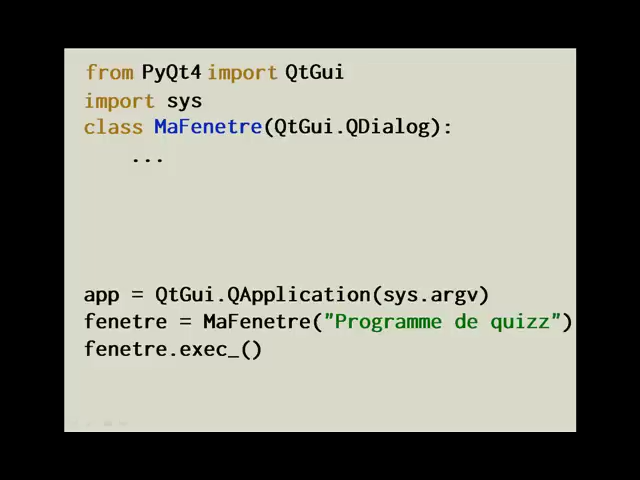 from PyQt4 import QtGui
import sys
class MaFenetre(QtGui.QDialog):
...
app = QtGui.QApplication(sys.argv)
fenetre = MaFenetre("Programme de quizz")
fenetre.exec_()